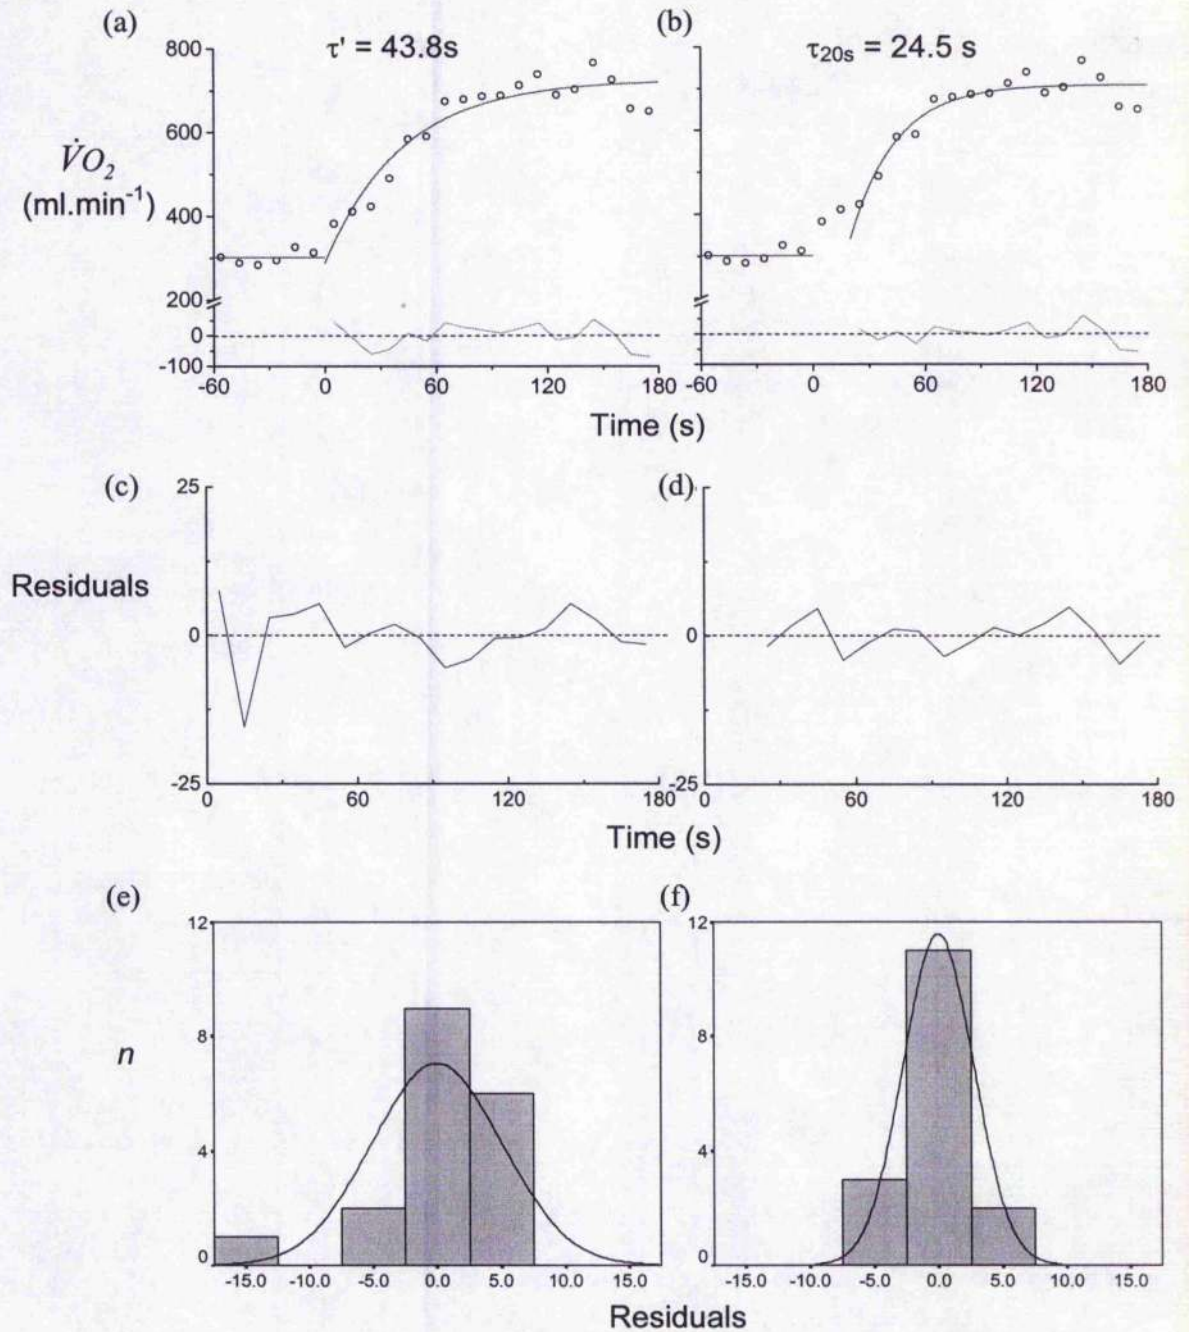 (a)
τ' = 43.8s
(b)
τ20s = 24.5 s
800
600
400
200
0
-100
V̇O2
(ml.min-1)
-60 0 60 120 180
-60 0 60 120 180
Time (s)
(c)
(d)
25
0
-25
Residuals
0 60 120 180
0 60 120 180
Time (s)
(e)
(f)
12
8
4
0
n
12
8
4
0
-15.0 -10.0 -5.0 0.0 5.0 10.0 15.0
-15.0 -10.0 -5.0 0.0 5.0 10.0 15.0
Residuals